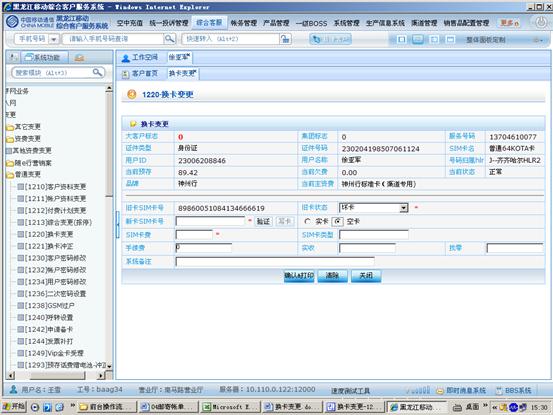 黑龙江移动综合客户服务系统 - Windows Internet Explorer
中国移动通信 CHINA MOBILE 黑龙江移动 综合客户服务系统
空中充值 统一投诉管理 综合客服 帐务管理 产品管理 一级BOSS 系统管理 生产信息系统 渠道管理 销售品配置管理 更多»
手机号码 请输入手机号码查询 快速转入 (Alt+2) 整体面板定制
系统功能 人工作空间 徐亚军
搜索模块 (Alt+3) 客户首页 换卡变更
入网
变更
其它变更
资费变更
其他资费变更
随e行营销案
普通变更
[1210]客户资料变更
[1211]帐户资料变更
[1212]付费计划变更
[1213]综合变更(报停)
[1220]换卡变更
[1221]换卡冲正
[1230]客户密码修改
[1232]帐户密码修改
[1234]用户密码修改
[1236]二次密码设置
[1238]GSM过户
[1240]呼转设置
[1242]申请备卡
[1244]发票补打
[1249]Vip金卡受理
[1293]预存话费赠电池-冲正
1220-换卡变更
换卡变更
大客户标志 0 集团标志 0 服务号码 13704610077
证件类型 身份证 证件号码 230204198507061124 SIM卡名 普通64KOTA卡
用户ID 23006208846 用户名称 徐亚军 号码归属hlr J--齐齐哈尔HLR2
当前预存 89.42 当前欠费 0.00 当前状态 正常
品牌 神州行 当前主资费 神州行标准卡(渠道专用)
旧卡SIM卡号 89860051084134666619 旧卡状态 坏卡 *
新卡SIM卡号 * 验证 写卡 实卡 空卡
SIM卡费 * SIM卡类型
手续费 0 实收 找零
系统备注
确认&打印 清除 关闭
用户名：王雪 工号：baag34 营业厅：南马路营业厅 服务器：10.110.0.122:12000 速度测试工具 即时消息系统 BBS系统
开始 前台操作流... 04邮寄帐单... Microsoft E... 换卡变更.do... 换卡变更-12... 黑龙江移动... 桌面 15:30